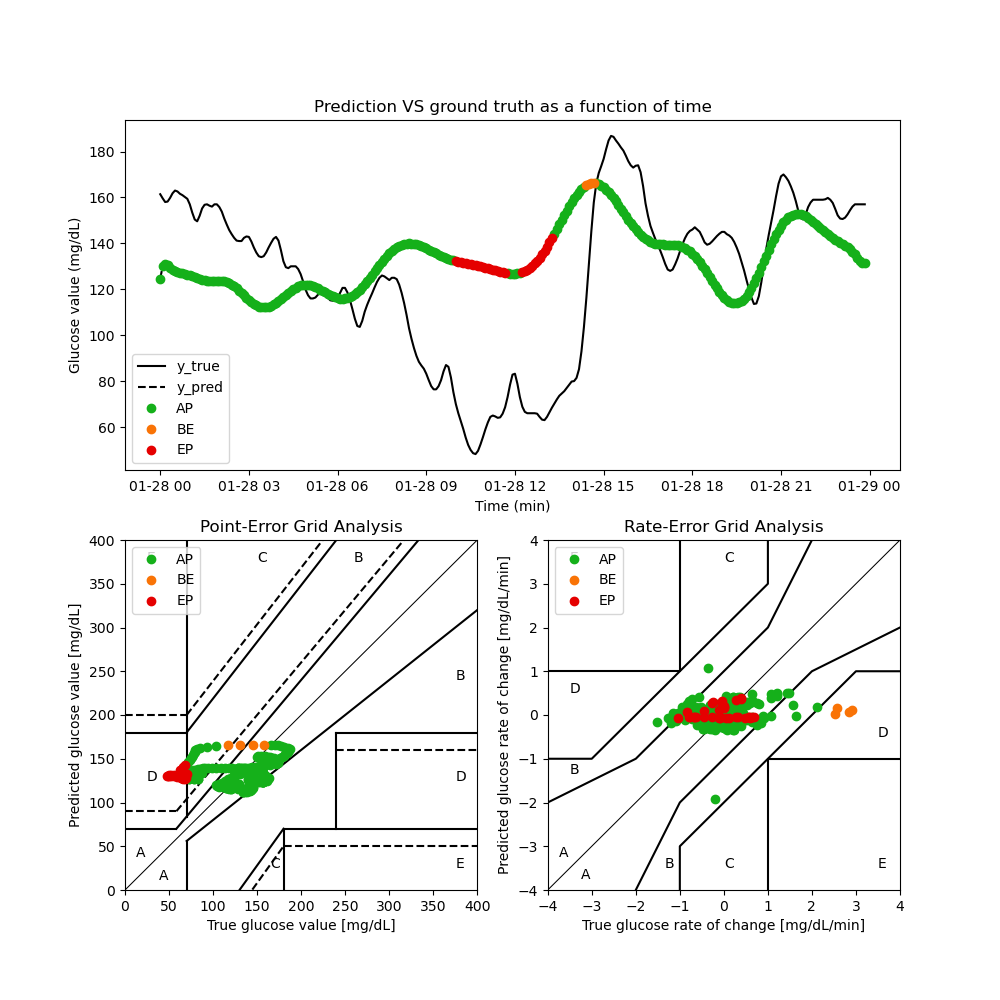 Prediction VS ground truth as a function of time
Glucose value (mg/dL)
180
160
140
120
100
80
60
y_true
y_pred
AP
BE
EP
01-28 00 01-28 03 01-28 06 01-28 09 01-28 12 01-28 15 01-28 18 01-28 21 01-29 00
Time (min)
Point-Error Grid Analysis
Predicted glucose value [mg/dL]
400
350
300
250
200
150
100
50
0
AP
BE
EP
C
B
B
D
D
A
A
C
E
0 50 100 150 200 250 300 350 400
True glucose value [mg/dL]
Rate-Error Grid Analysis
Predicted glucose rate of change [mg/dL/min]
4
3
2
1
0
−1
−2
−3
−4
AP
BE
EP
C
D
D
B
A
A
B
C
E
−4 −3 −2 −1 0 1 2 3 4
True glucose rate of change [mg/dL/min]